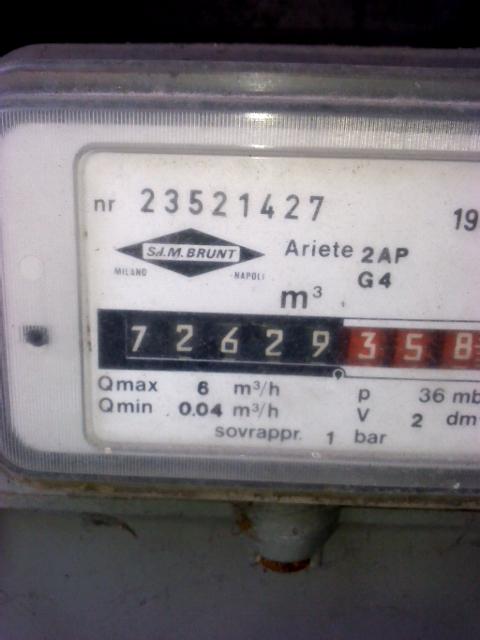 nr 23521427
19
S.I.M. BRUNT
MILANO NAPOLI
Ariete 2AP
G4
m³
72629358
Qmax 6 m³/h
Qmin 0.04 m³/h
sovrappr. 1 bar
p 36 mb
V 2 dm